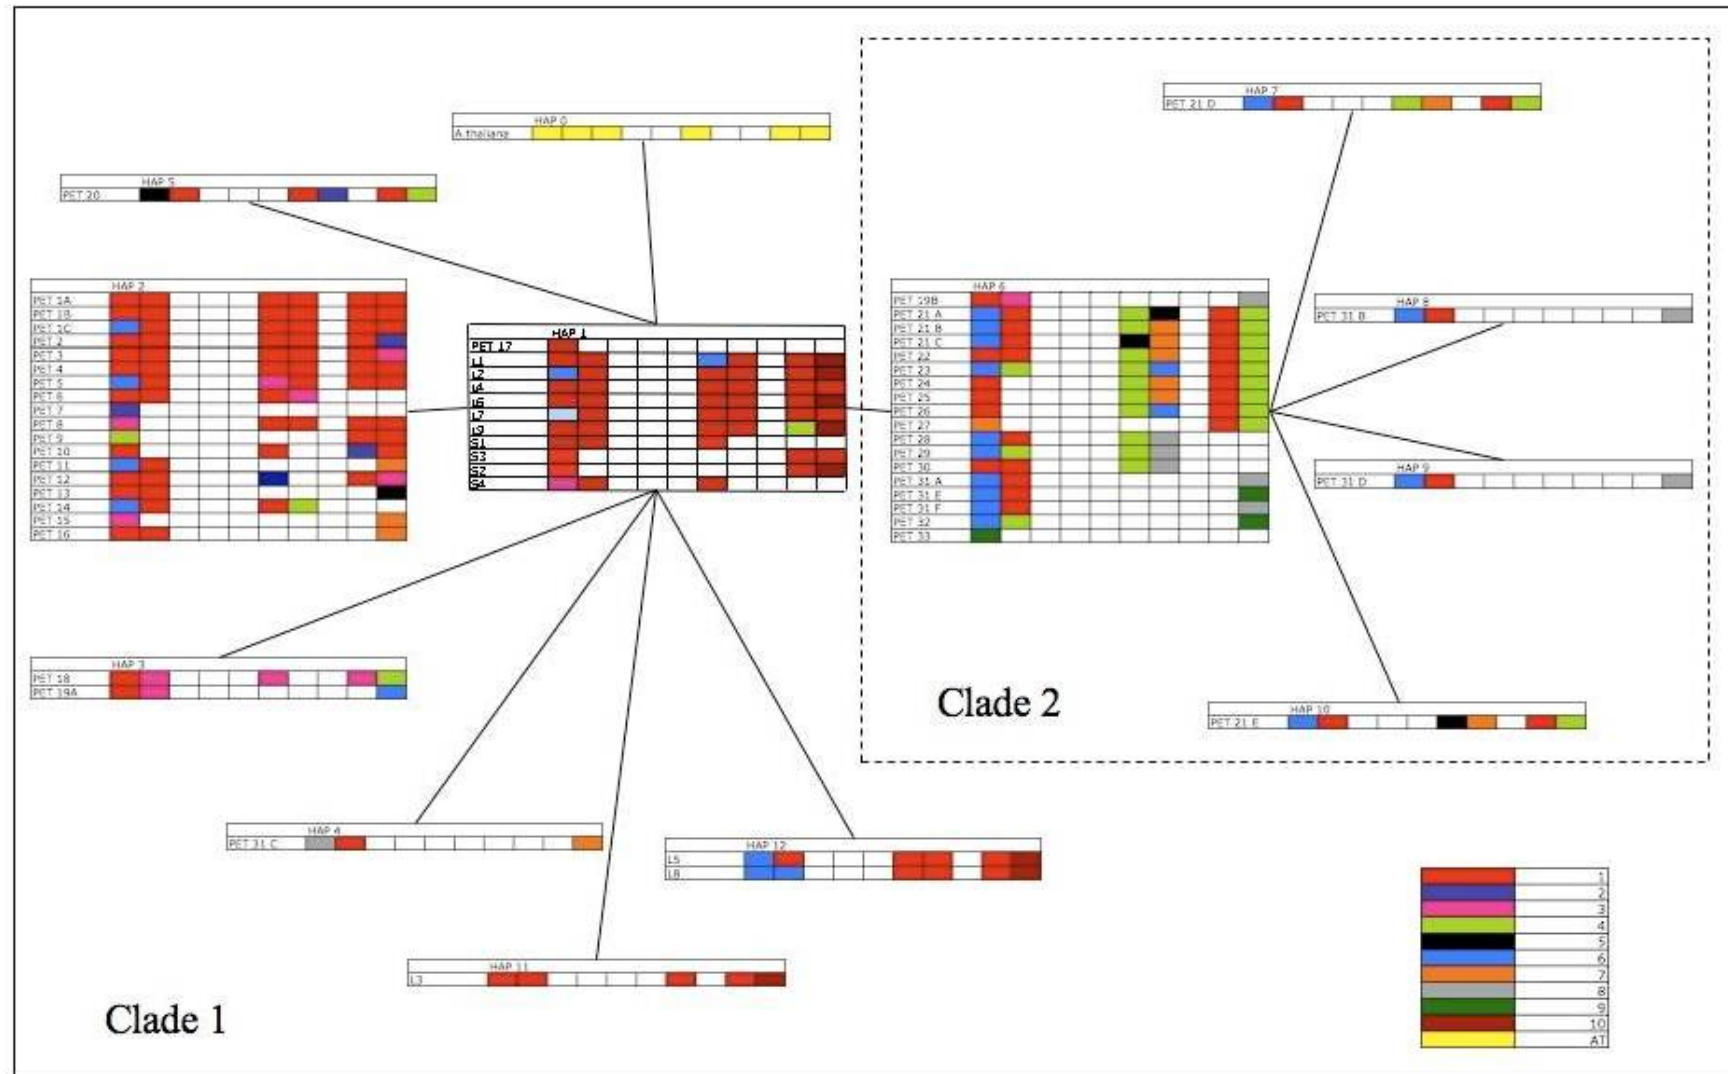 HAP 7
PET 21 D
HAP 0
A.thaliana
HAP 5
PET 20
HAP 2
PET 1A
PET 1B
PET 1C
PET 2
PET 3
PET 4
PET 5
PET 6
PET 7
PET 8
PET 9
PET 10
PET 11
PET 12
PET 13
PET 14
PET 15
PET 16
HAP 1
PET 17
L1
L2
L4
L6
L7
L9
S1
S3
S2
S4
HAP 6
PET 19B
PET 21 A
PET 21 B
PET 21 C
PET 22
PET 23
PET 24
PET 25
PET 26
PET 27
PET 28
PET 29
PET 30
PET 31 A
PET 31 E
PET 31 F
PET 32
PET 33
HAP 8
PET 31 B
HAP 9
PET 31 D
HAP 3
PET 18
PET 19A
Clade 2
HAP 10
PET 21 E
HAP 4
PET 31 C
HAP 12
L5
L8
HAP 11
L3
Clade 1
1
2
3
4
5
6
7
8
9
10
AT